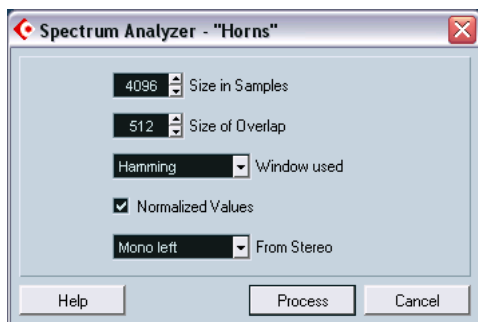 Spectrum Analyzer - "Horns"
4096 Size in Samples
512 Size of Overlap
Hamming Window used
Normalized Values
Mono left From Stereo
Help Process Cancel